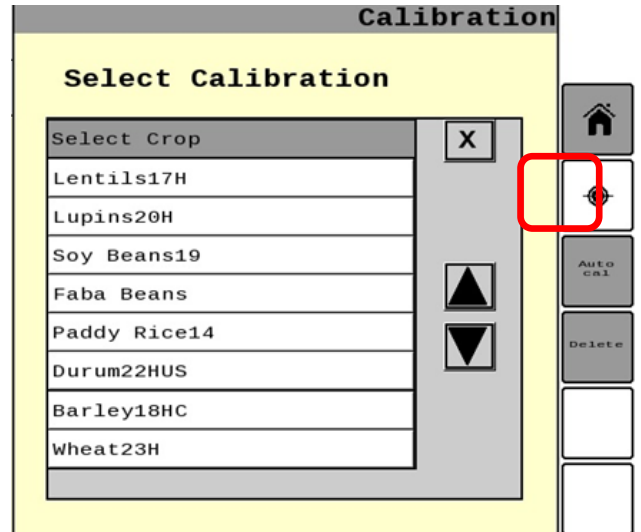 Calibration
Select Calibration
Select Crop
X
Lentils17H
Lupins20H
Soy Beans19
Faba Beans
Paddy Rice14
Durum22HUS
Barley18HC
Wheat23H
Auto
cal
Delete